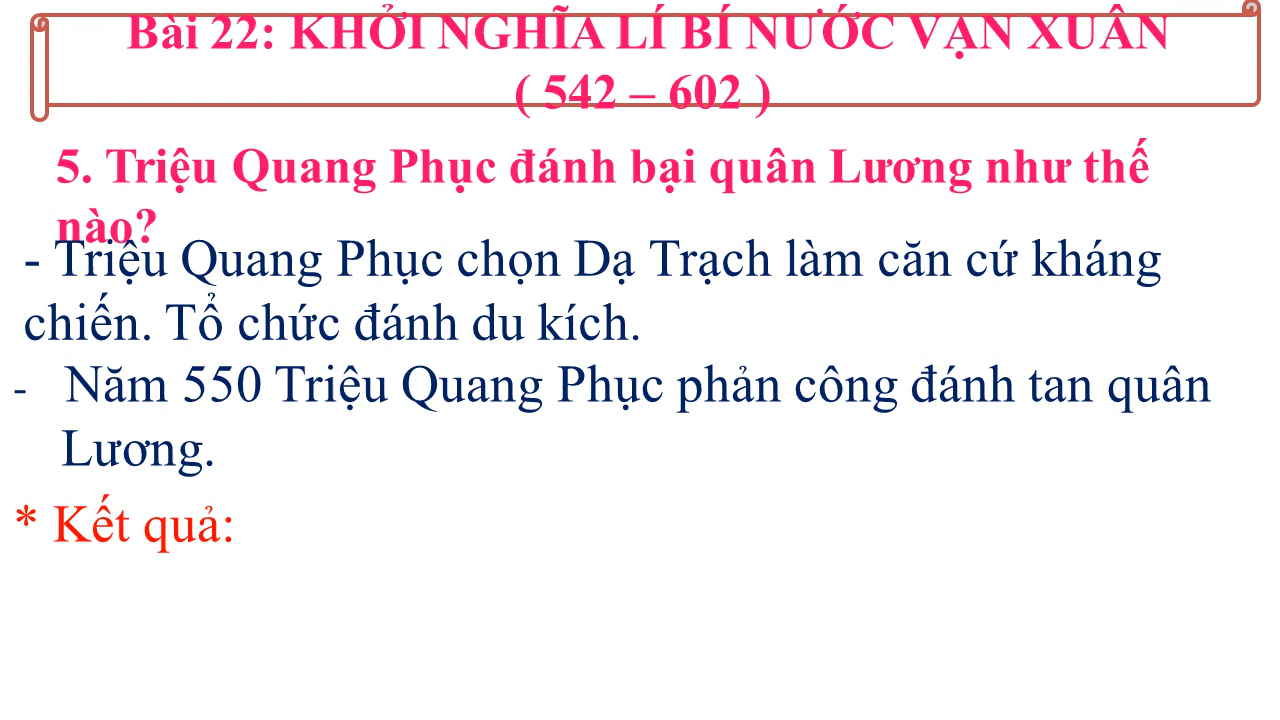 Bài 22: KHỞI NGHĨA LÍ BÍ NƯỚC VẠN XUÂN
( 542 – 602 )
5. Triệu Quang Phục đánh bại quân Lương như thế
nào?
- Triệu Quang Phục chọn Dạ Trạch làm căn cứ kháng
chiến. Tổ chức đánh du kích.
- Năm 550 Triệu Quang Phục phản công đánh tan quân
Lương.
* Kết quả: